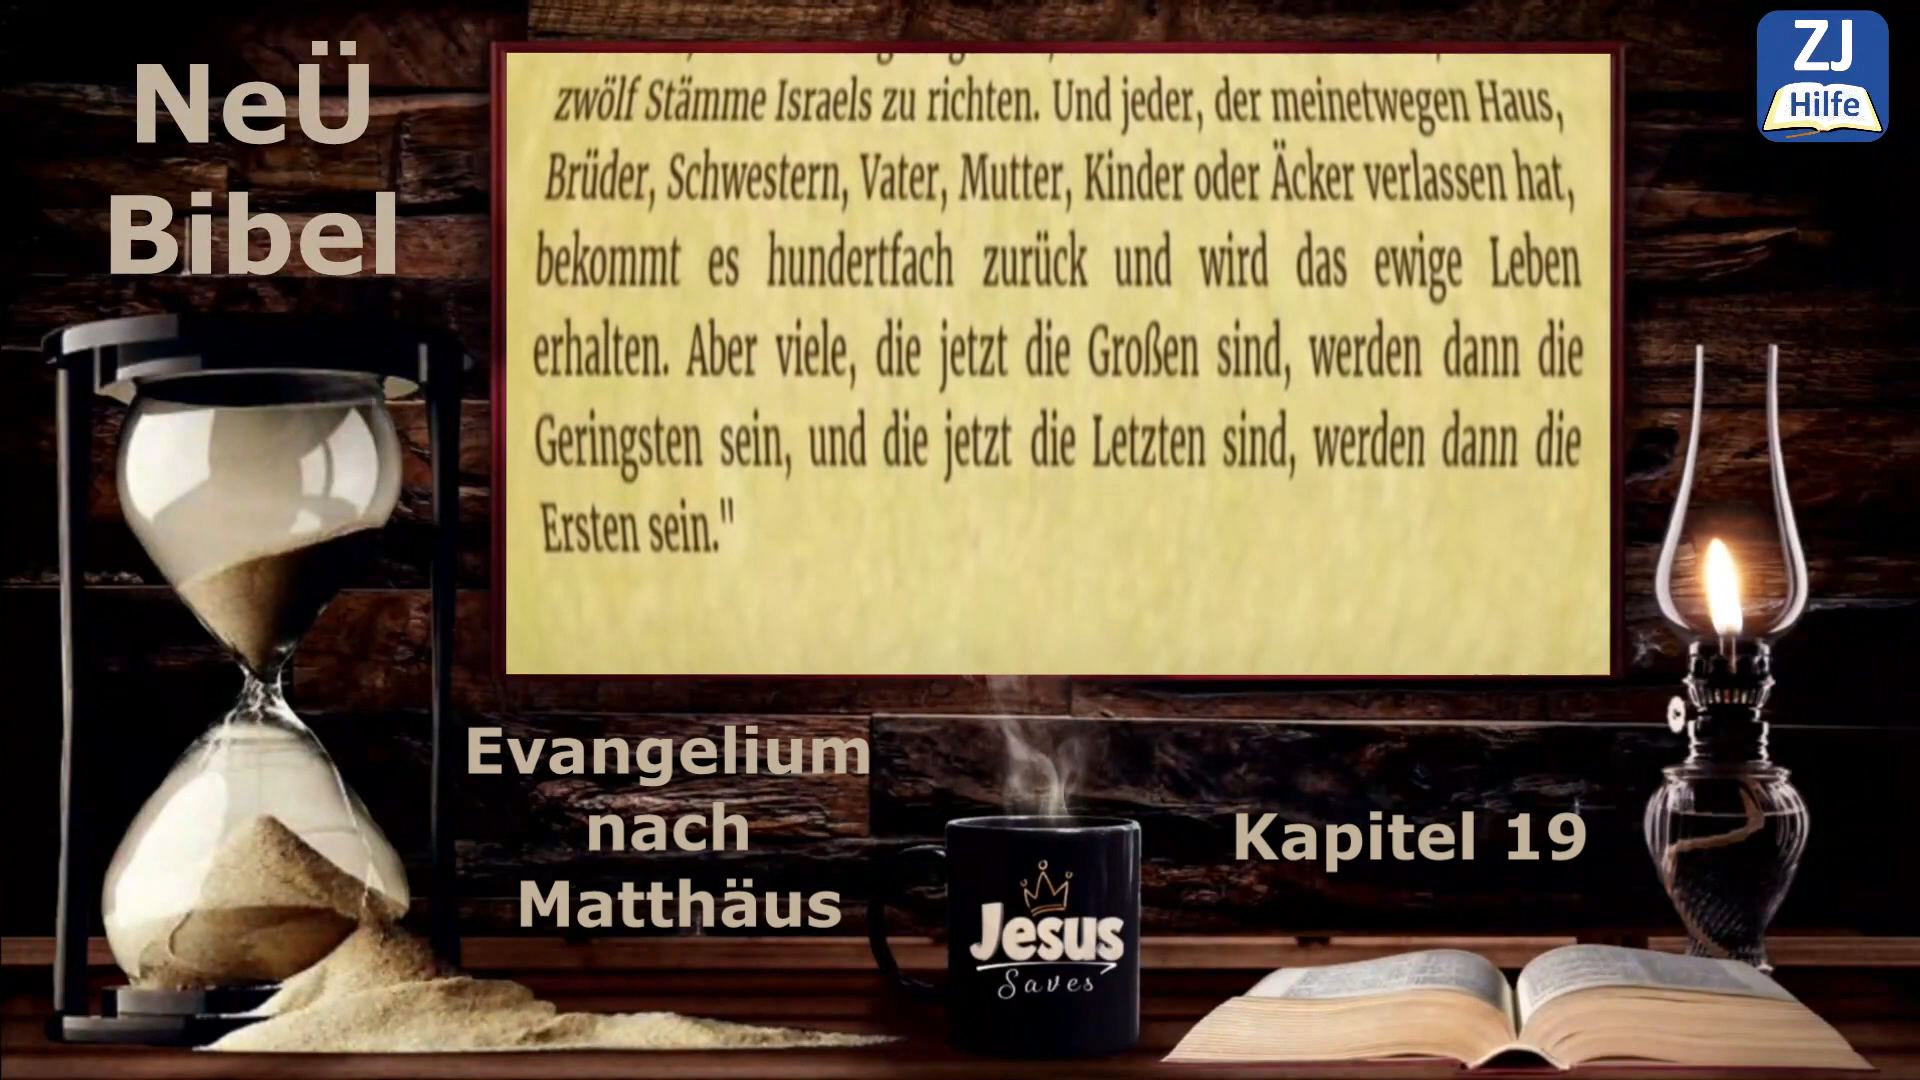 NeÜ
Bibel
zwölf Stämme Israels zu richten. Und jeder, der meinetwegen Haus,
Brüder, Schwestern, Vater, Mutter, Kinder oder Äcker verlassen hat,
bekommt es hundertfach zurück und wird das ewige Leben
erhalten. Aber viele, die jetzt die Großen sind, werden dann die
Geringsten sein, und die jetzt die Letzten sind, werden dann die
Ersten sein."
ZJ
Hilfe
Evangelium
nach
Matthäus
Kapitel 19
Jesus
Saves